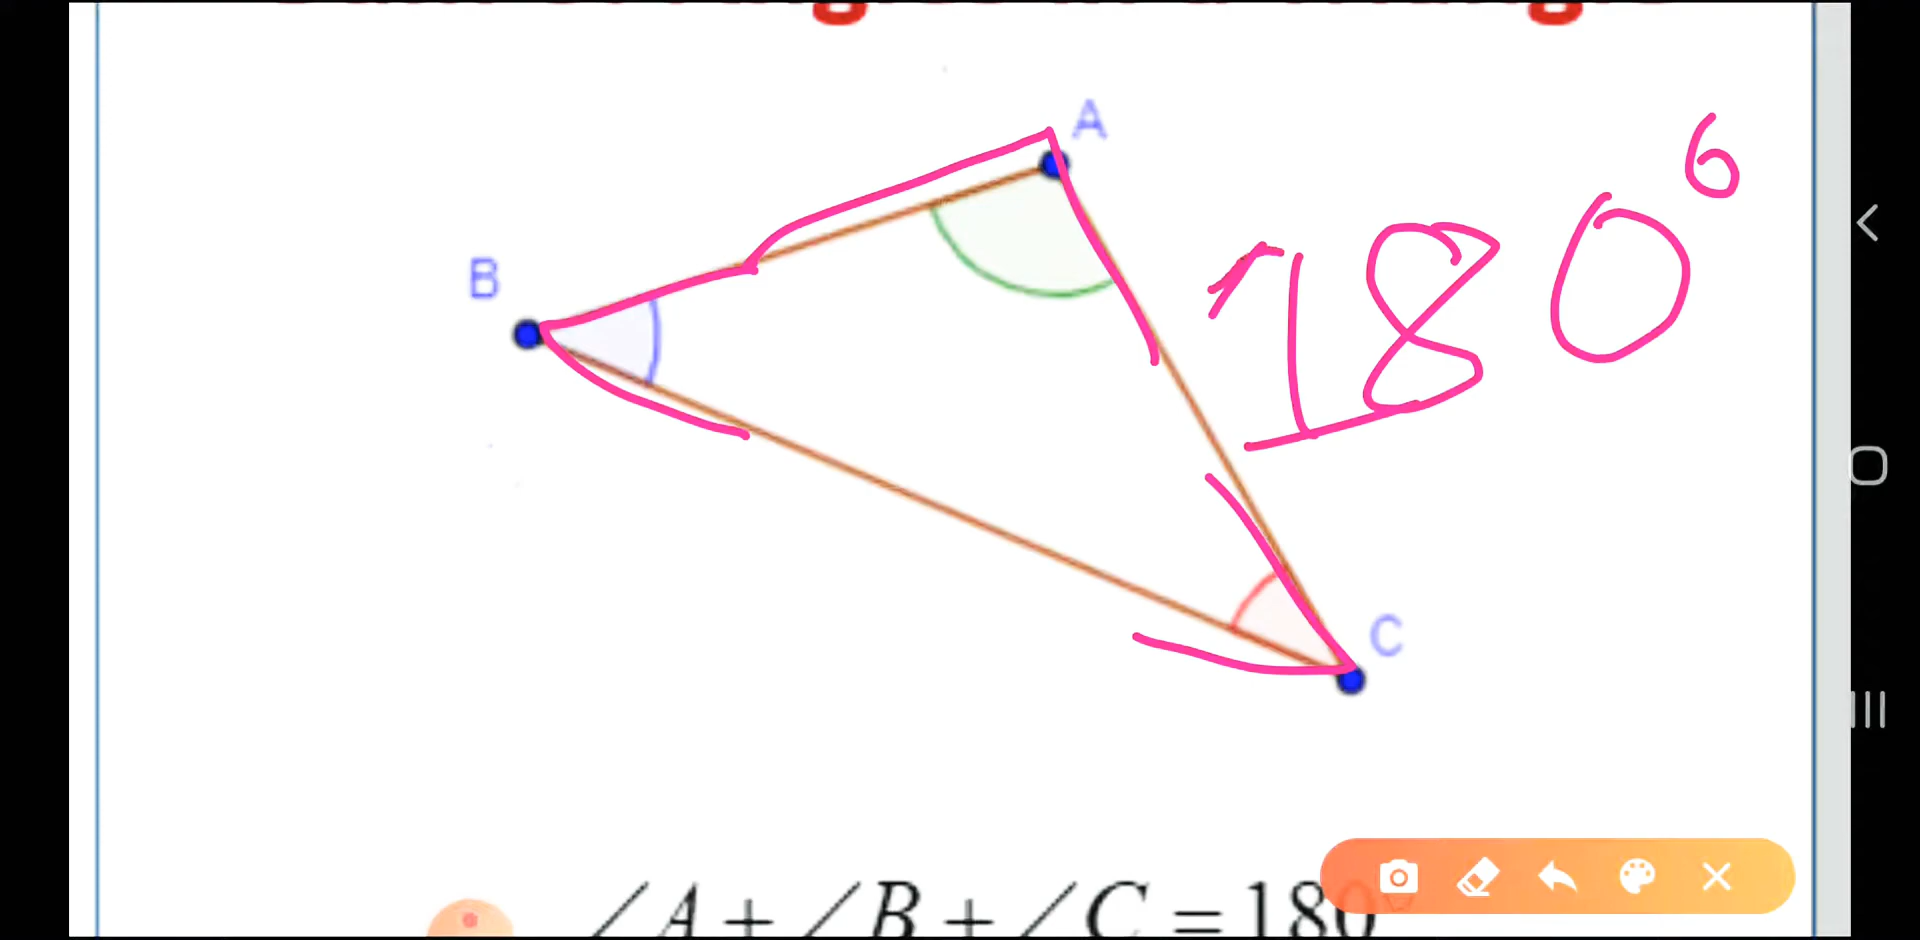 A
180°
B
C
∠A + ∠B + ∠C = 180°